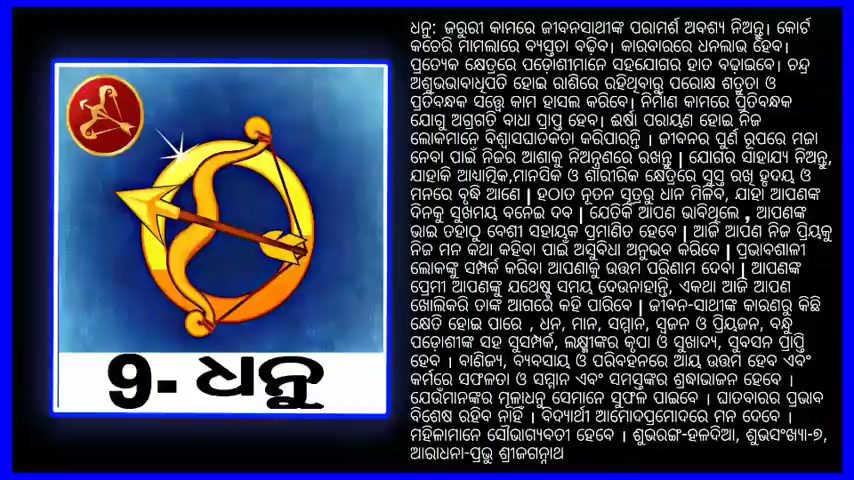 ଧନୁ: ଜରୁରୀ କାମରେ ଜୀବନସାଥୀଙ୍କ ପରାମର୍ଶ ଅବଶ୍ୟ ନିଅନ୍ତୁ। କୋର୍ଟ
କଚେରି ମାମଲାରେ ବ୍ୟସ୍ତତା ବଢ଼ିବ। କାରବାରରେ ଧନଲାଭ ହେବ।
ପ୍ରତ୍ୟେକ କ୍ଷେତ୍ରରେ ପଡ଼ୋଶୀମାନେ ସହଯୋଗର ହାତ ବଢ଼ାଇବେ। ଚନ୍ଦ୍ର
ଅଶୁଭଭାବାଧିପତି ହୋଇ ରାଶିରେ ରହିଥିବାରୁ ପରୋକ୍ଷ ଶତ୍ରୁତା ଓ
ପ୍ରତିବନ୍ଧକ ସତ୍ତ୍ୱେ କାମ ହାସଲ କରିବେ। ନିର୍ମାଣ କାମରେ ପ୍ରତିବନ୍ଧକ
ଯୋଗୁ ଅଗ୍ରଗତି ବାଧା ପ୍ରାପ୍ତ ହେବ। ଈର୍ଷା ପରାୟଣ ହୋଇ ନିଜ
ଲୋକମାନେ ବିଶ୍ୱାସଘାତକତା କରିପାରନ୍ତି । ଜୀବନର ପୁର୍ଣ ରୂପରେ ମଜା
ନେବା ପାଇଁ ନିଜର ଆଶାକୁ ନିଅନ୍ତ୍ରଣରେ ରଖନ୍ତୁ | ଯୋଗର ସାହାଯ୍ୟ ନିଅନ୍ତୁ,
ଯାହାକି ଆଧ୍ୟାତ୍ମିକ,ମାନସିକ ଓ ଶାରୀରିକ କ୍ଷେତ୍ରରେ ସୁସ୍ତ ରଖି ହୃଦୟ ଓ
ମନରେ ବୃଦ୍ଧି ଆଣେ | ହଠାତ ନୂତନ ସୂତ୍ରରୁ ଧାନ ମିଳିବ, ଯାହା ଆପଣଙ୍କ
ଦିନକୁ ସୁଖମୟ ବନେଇ ଦବ | ଯେତିକି ଆପଣ ଭାବିଥିଲେ , ଆପଣଙ୍କ
ଭାଇ ତହାଠୁ ବେଶୀ ସହାୟକ ପ୍ରମାଣିତ ହେବେ | ଆଜି ଆପଣ ନିଜ ପ୍ରିୟକୁ
ନିଜ ମନ କଥା କହିବା ପାଇଁ ଅସୁବିଧା ଅନୁଭବ କରିବେ | ପ୍ରଭାବଶାଳୀ
ଲୋକଙ୍କୁ ସମ୍ପର୍କ କରିବା ଆପଣାକୁ ଉତ୍ତମ ପରିଣାମ ଦେବା | ଆପଣଙ୍କ
ପ୍ରେମୀ ଆପଣଙ୍କୁ ଯଥେଷ୍ଟ ସମୟ ଦେଉନାହାନ୍ତି, ଏକଥା ଆଜି ଆପଣ
ଖୋଲିକରି ତାଙ୍କ ଆଗରେ କହି ପାରିବେ | ଜୀବନ-ସାଥୀଙ୍କ କାରଣରୁ କିଛି
କ୍ଷେତି ହୋଇ ପାରେ , ଧନ, ମାନ, ସମ୍ମାନ, ସ୍ୱଜନ ଓ ପ୍ରିୟଜନ, ବନ୍ଧୁ
ପଡ଼ୋଶୀଙ୍କ ସହ ସୁସମ୍ପର୍କ, ଲକ୍ଷ୍ମୀଙ୍କର କୃପା ଓ ସୁଖାଦ୍ୟ, ସୁବସନ ପ୍ରାପ୍ତି
ହେବ । ବାଣିଜ୍ୟ, ବ୍ୟବସାୟ ଓ ପରିବହନରେ ଆୟ ଉତ୍ତମ ହେବ ଏବଂ
କର୍ମରେ ସଫଳତା ଓ ସମ୍ମାନ ଏବଂ ସମସ୍ତଙ୍କର ଶ୍ରଦ୍ଧାଭାଜନ ହେବେ ।
ଯେଉଁମାନଙ୍କର ମୂଳାଧନୁ ସେମାନେ ସୁଫଳ ପାଇବେ । ଘାତବାରର ପ୍ରଭାବ
ବିଶେଷ ରହିବ ନାହିଁ । ବିଦ୍ୟାର୍ଥୀ ଆମୋଦପ୍ରମୋଦରେ ମନ ଦେବେ ।
ମହିଳାମାନେ ସୌଭାଗ୍ୟବତୀ ହେବେ । ଶୁଭରଙ୍ଗ-ହଳଦିଆ, ଶୁଭସଂଖ୍ୟା-୭,
ଆରାଧନା-ପ୍ରଭୁ ଶ୍ରୀଜଗନ୍ନାଥ
9- ଧନୁ